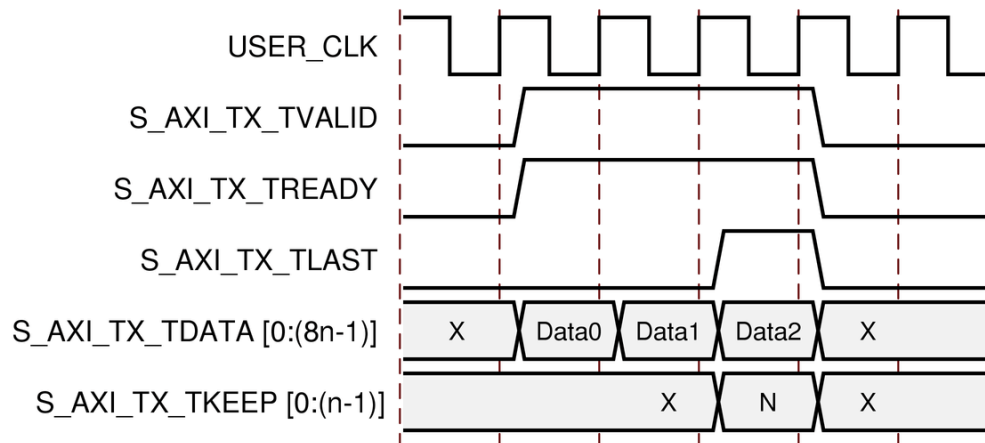 USER_CLK
S_AXI_TX_TVALID
S_AXI_TX_TREADY
S_AXI_TX_TLAST
S_AXI_TX_TDATA [0:(8n-1)] X Data0 Data1 Data2 X
S_AXI_TX_TKEEP [0:(n-1)] X N X